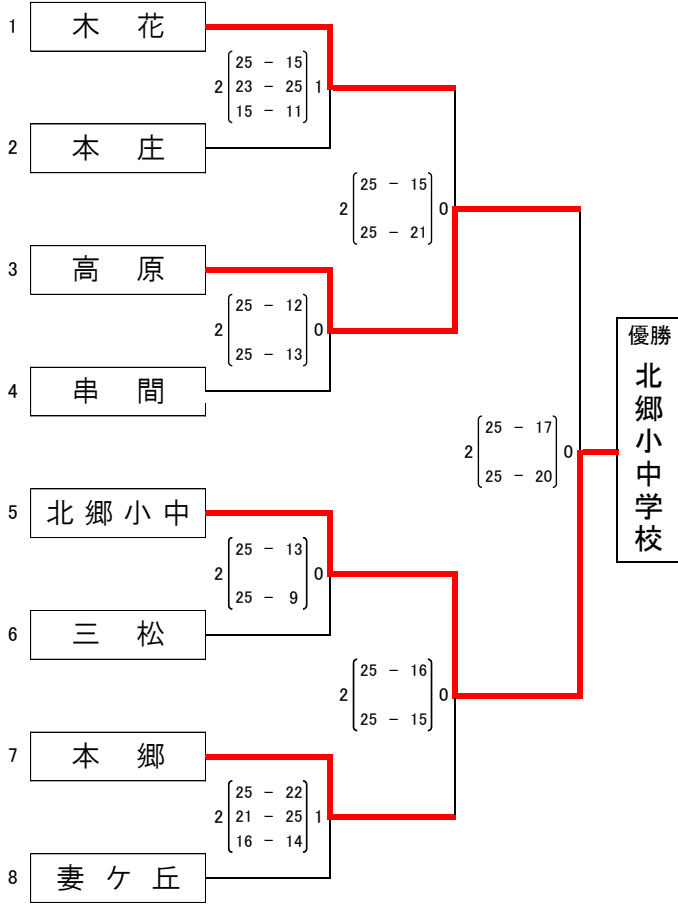 1 木 花
25 - 15
2 23 - 25 1
15 - 11
2 本 庄
25 - 15
2 0
25 - 21
3 高 原
25 - 12
2 0
25 - 13
4 串 間
優勝
北郷小中学校
25 - 17
2 0
25 - 20
5 北 郷 小 中
25 - 13
2 0
25 - 9
6 三 松
25 - 16
2 0
25 - 15
7 本 郷
25 - 22
2 21 - 25 1
16 - 14
8 妻 ケ 丘